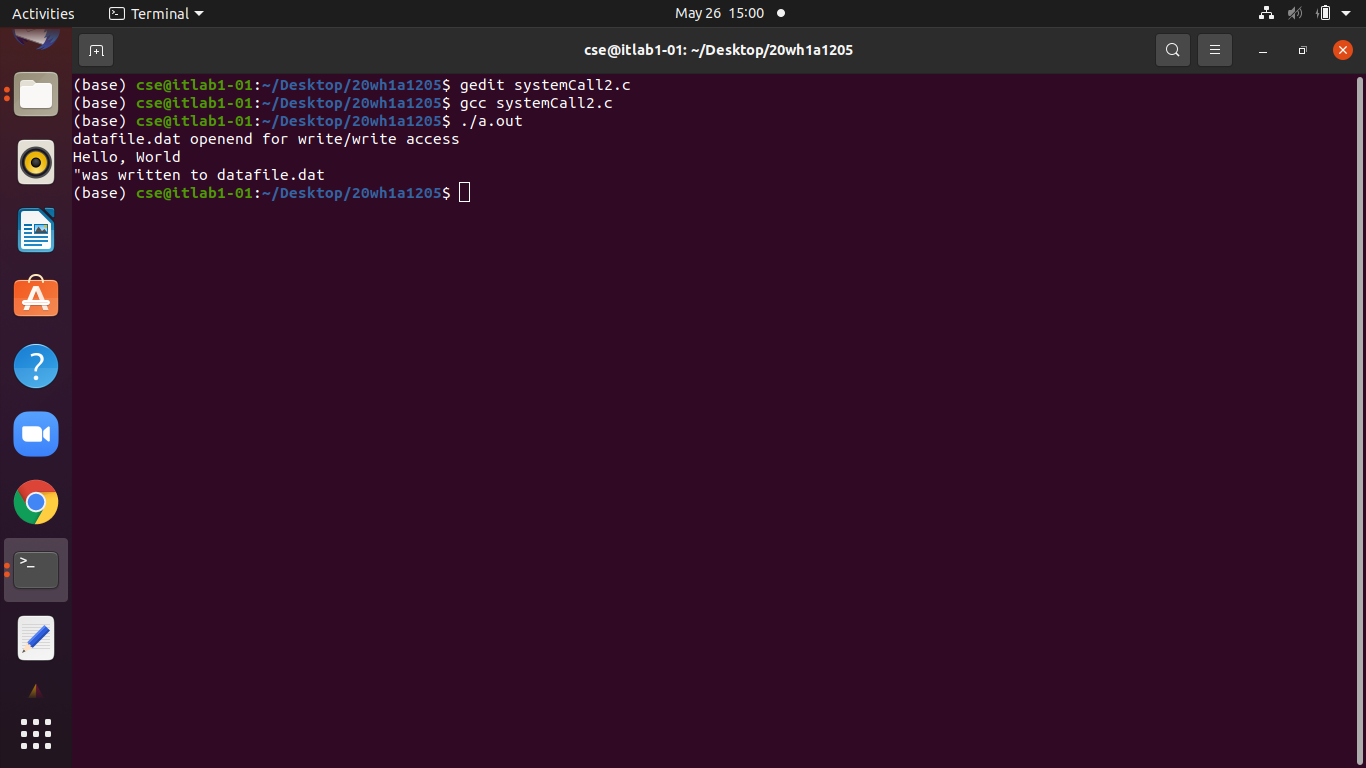 Activities
Terminal
May 26 15:00
cse@itlab1-01: ~/Desktop/20wh1a1205
(base) cse@itlab1-01:~/Desktop/20wh1a1205$ gedit systemCall2.c
(base) cse@itlab1-01:~/Desktop/20wh1a1205$ gcc systemCall2.c
(base) cse@itlab1-01:~/Desktop/20wh1a1205$ ./a.out
datafile.dat openend for write/write access
Hello, World
"was written to datafile.dat
(base) cse@itlab1-01:~/Desktop/20wh1a1205$